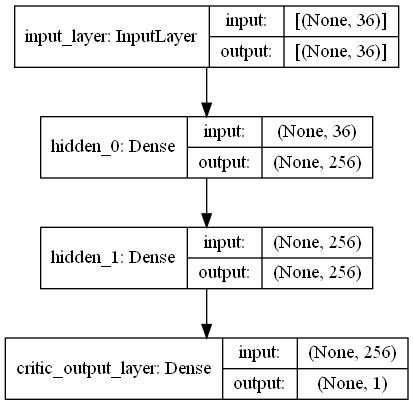 input_layer: InputLayer
input: [(None, 36)]
output: [(None, 36)]
hidden_0: Dense
input: (None, 36)
output: (None, 256)
hidden_1: Dense
input: (None, 256)
output: (None, 256)
critic_output_layer: Dense
input: (None, 256)
output: (None, 1)